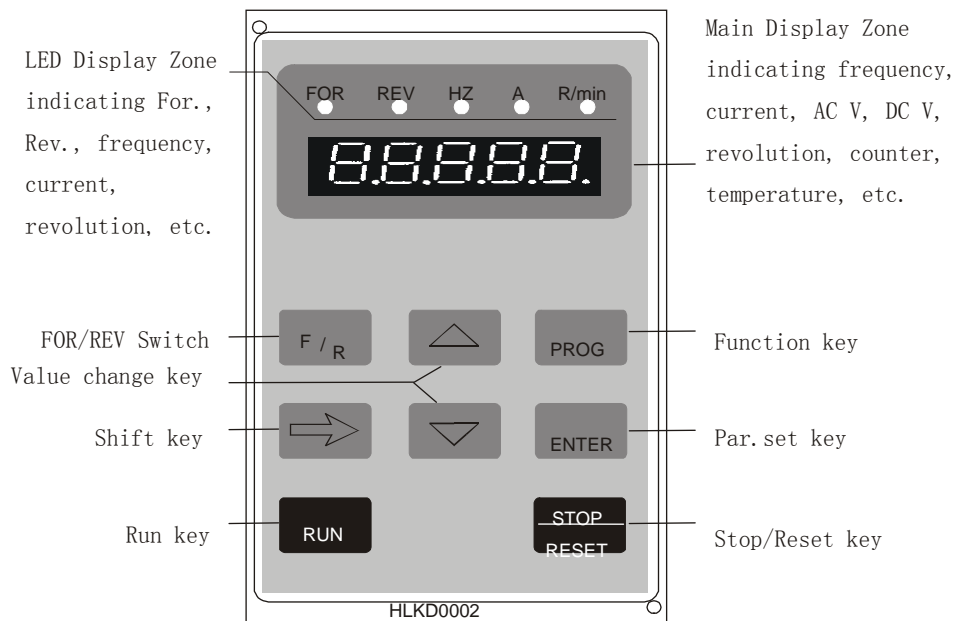 LED Display Zone
indicating For.,
Rev., frequency,
current,
revolution, etc.
Main Display Zone
indicating frequency,
current, AC V, DC V,
revolution, counter,
temperature, etc.
FOR REV HZ A R/min
8.8.8.8.8.
FOR/REV Switch
F/R
PROG
Function key
Value change key
Shift key
ENTER
Par.set key
Run key
RUN
STOP
RESET
Stop/Reset key
HLKD0002